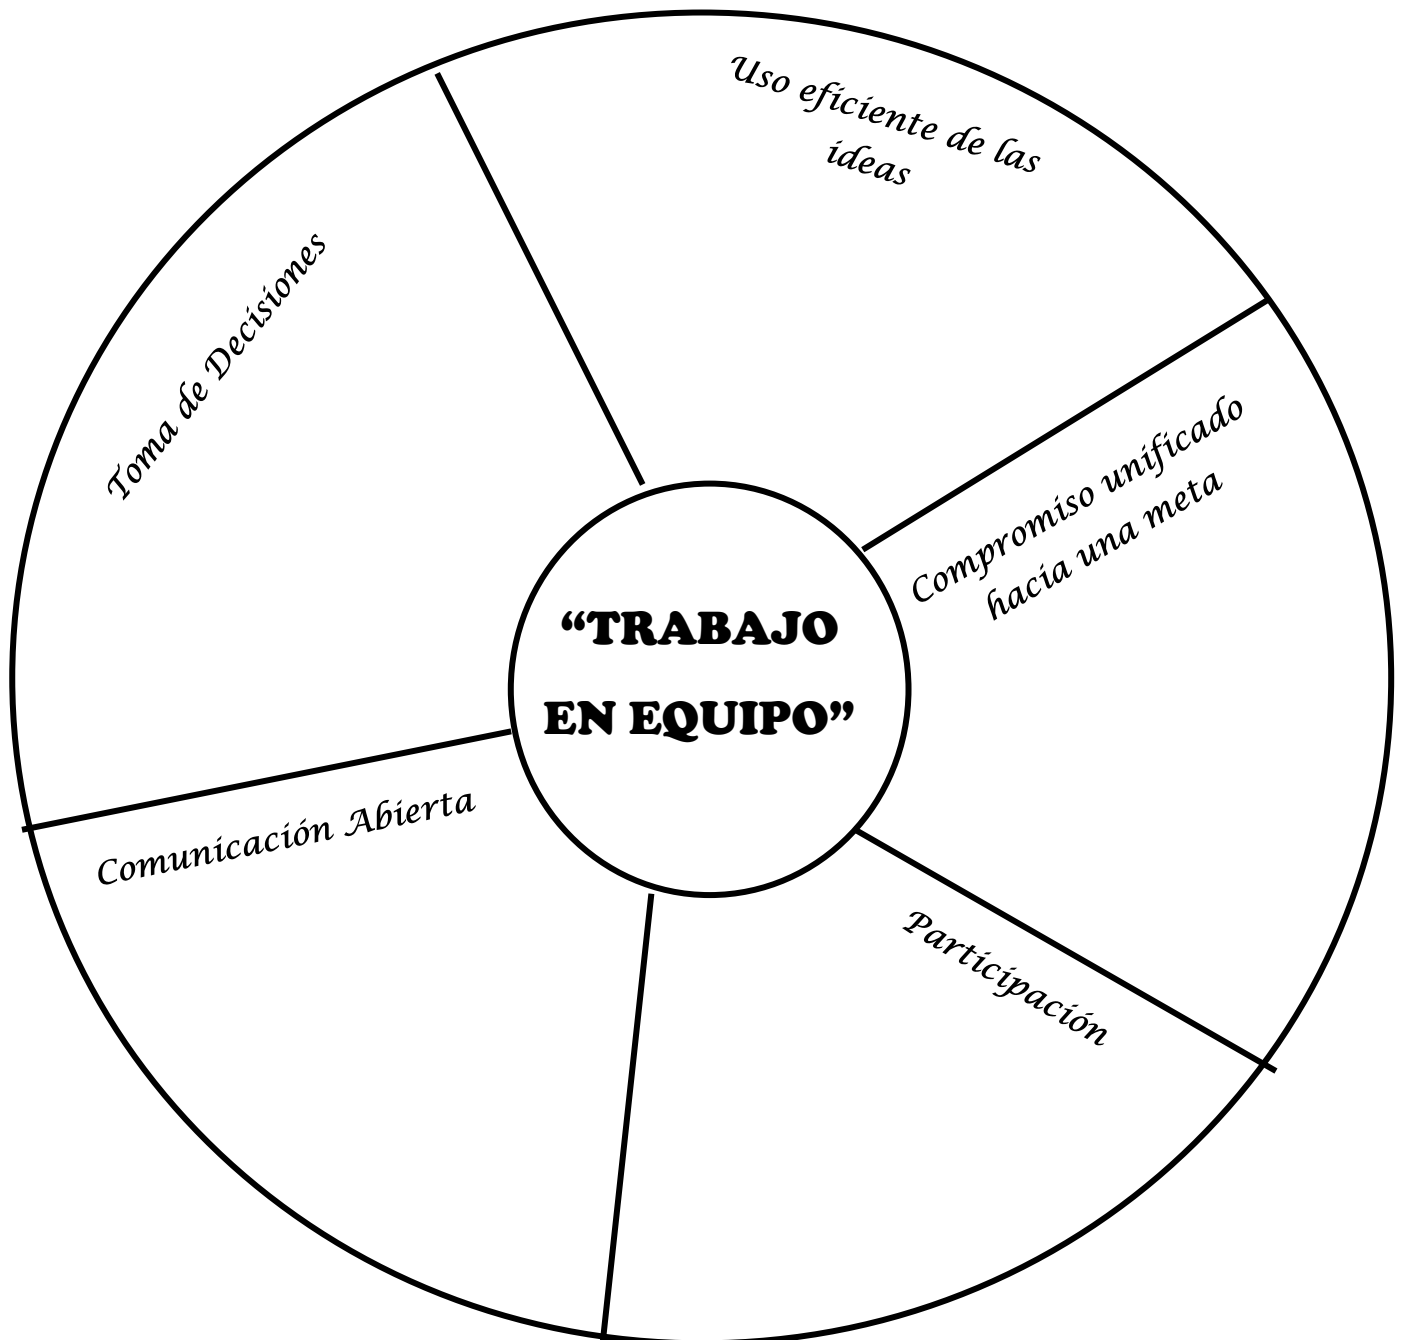 Uso eficiente de las
ideas
Toma de Decisiones
Compromiso unificado
hacia una meta
“TRABAJO
EN EQUIPO”
Comunicación Abierta
Participación